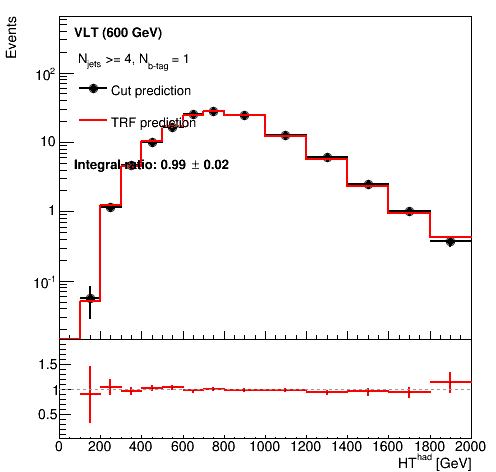 Events
VLT (600 GeV)
N_jets >= 4, N_b-tag = 1
Cut prediction
TRF prediction
Integral ratio: 0.99 ± 0.02
10²
10
1
10⁻¹
1.5
1
0.5
0 200 400 600 800 1000 1200 1400 1600 1800 2000
HT^had [GeV]